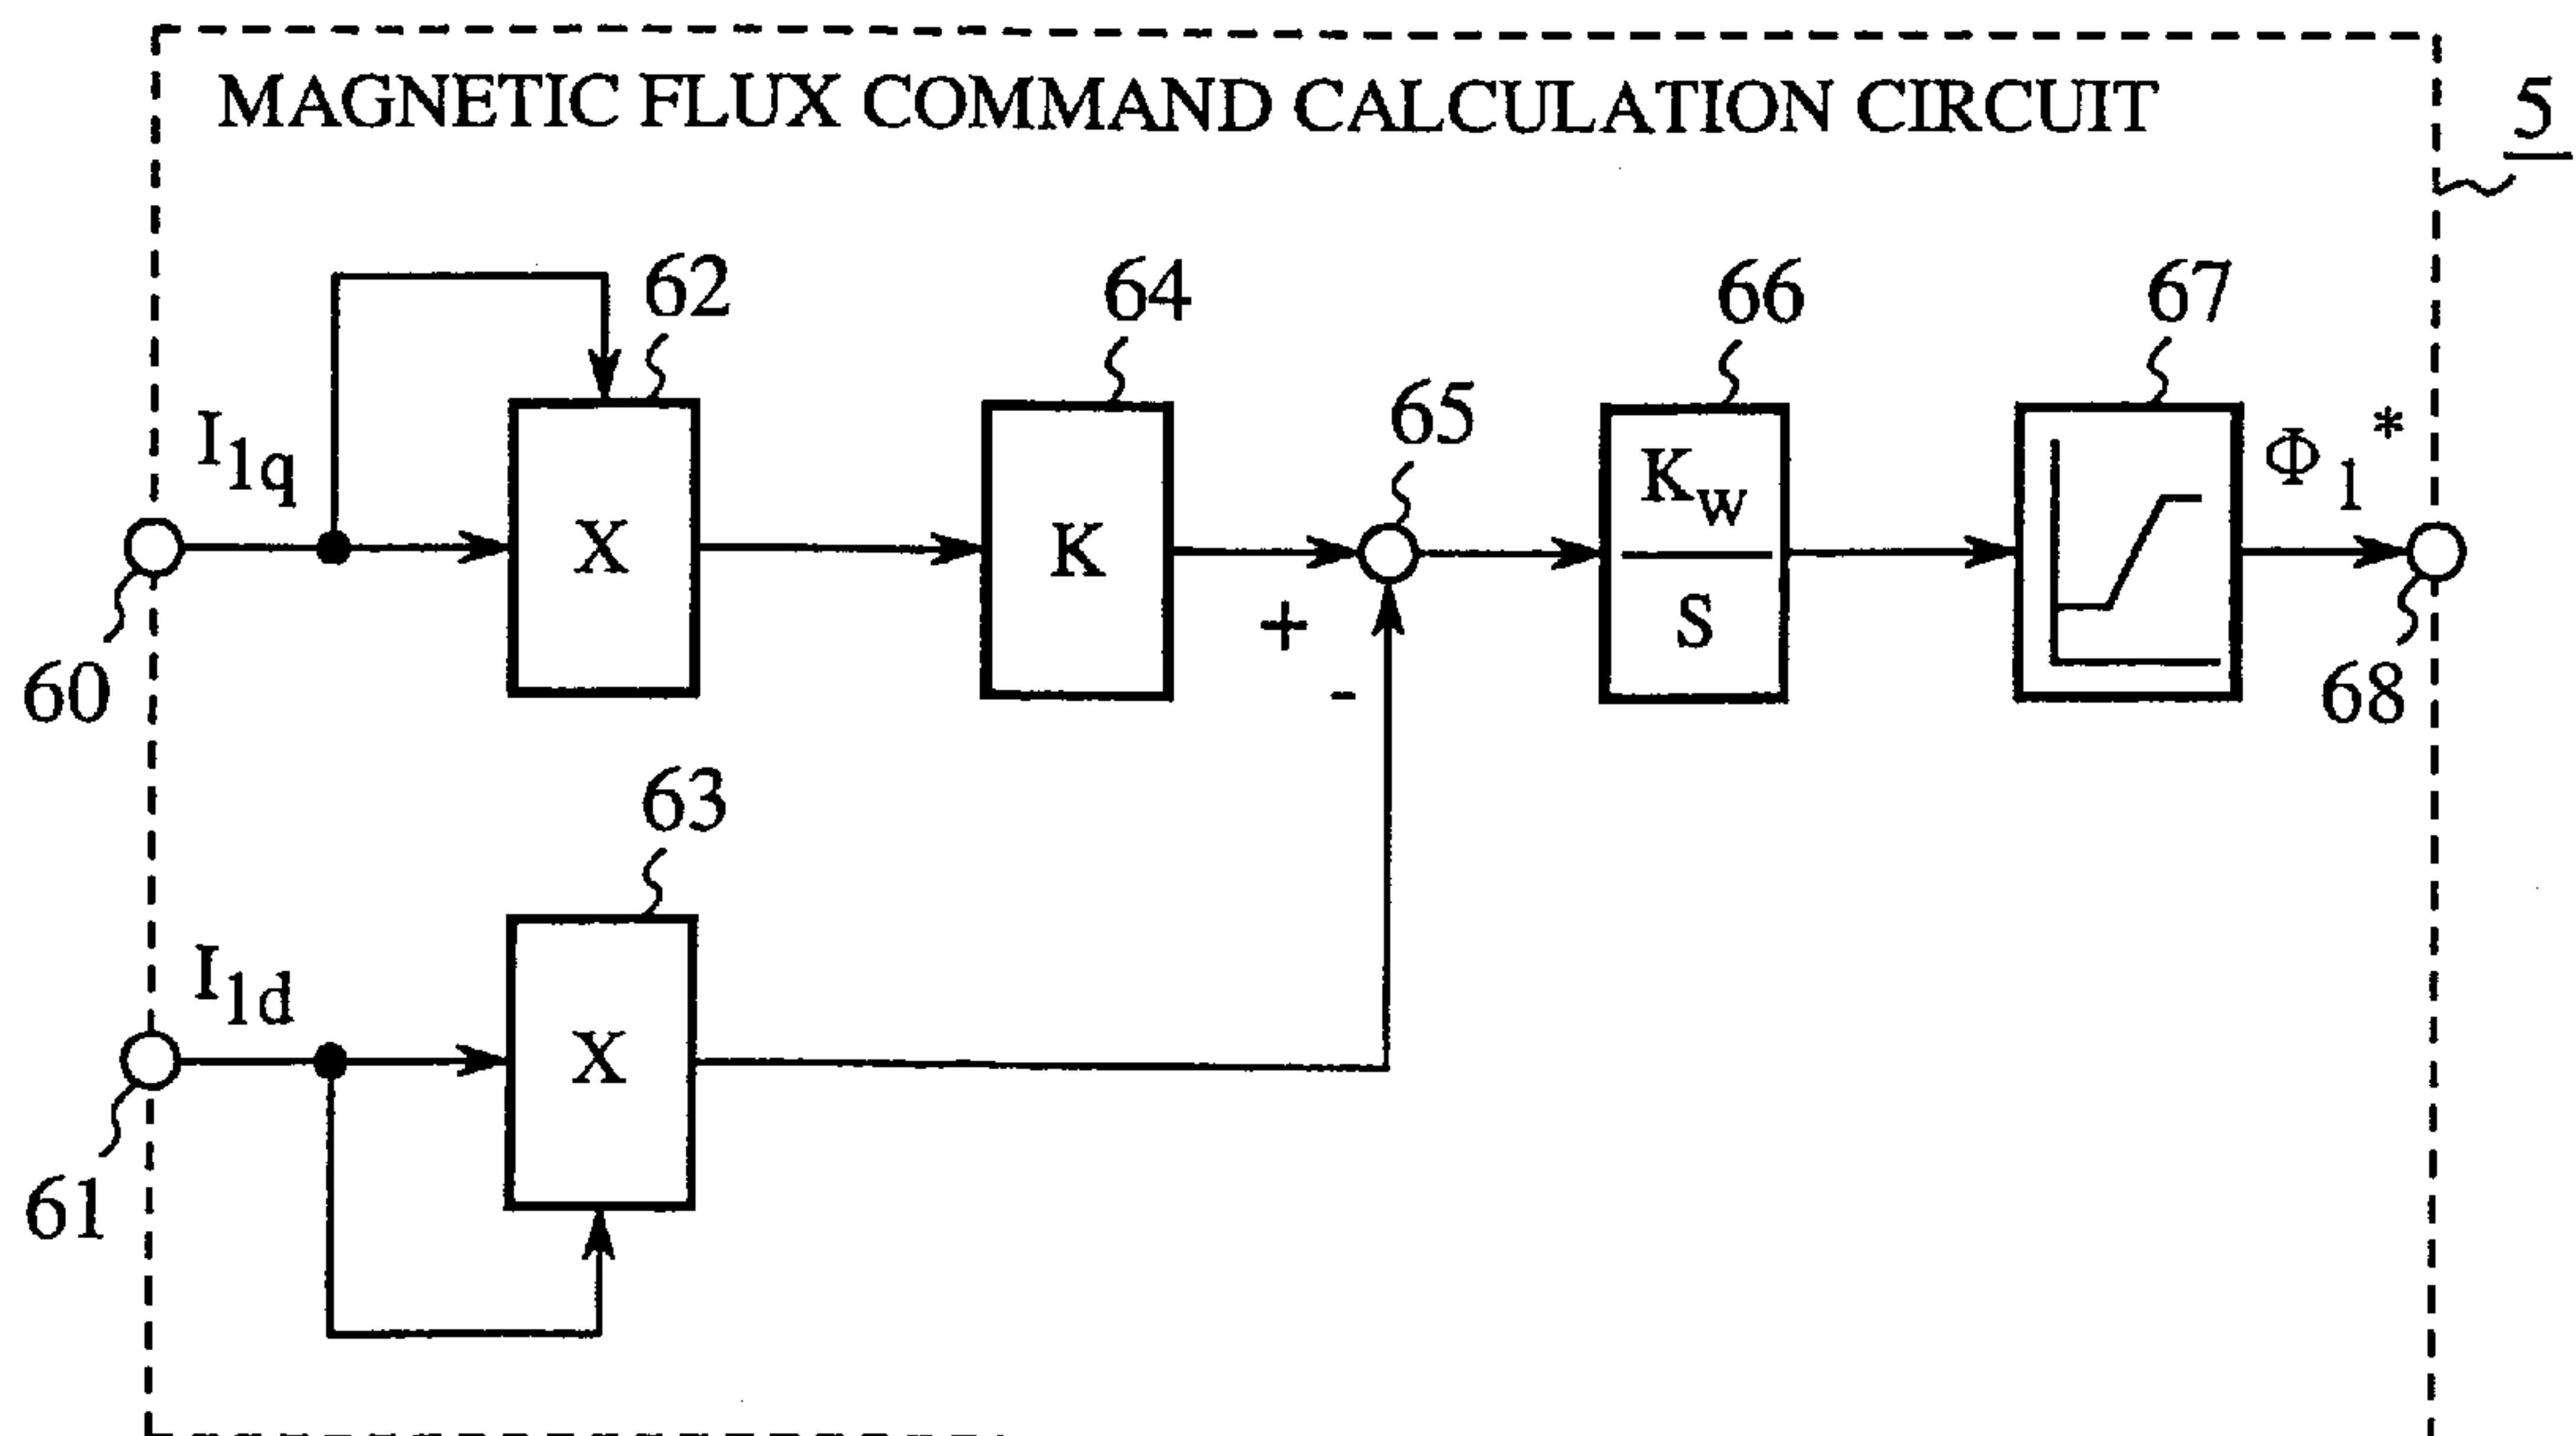 MAGNETIC FLUX COMMAND CALCULATION CIRCUIT
5
62
64
66
67
65
I1q
X
K
Kw
S
Φ1*
+
-
60
68
63
I1d
X
61